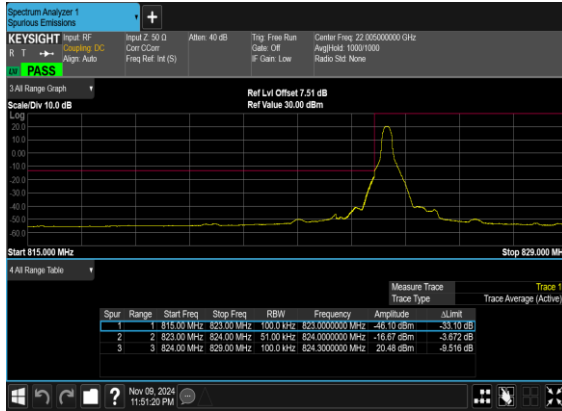 Spectrum Analyzer 1
Spurious Emissions
+
KEYSIGHT Input: RF Input Z: 50 Ω Atten: 40 dB Trig: Free Run Center Freq: 22.005000000 GHz
R T Coupling: DC Corr CCorr Gate: Off Avg|Hold: 1000/1000
Align: Auto Freq Ref: Int (S) IF Gain: Low Radio Std: None
PASS
3 All Range Graph Ref Lvl Offset 7.51 dB
Scale/Div 10.0 dB Ref Value 30.00 dBm
Log
20.0
10.0
0.00
-10.0
-20.0
-30.0
-40.0
-50.0
-60.0
Start 815.000 MHz Stop 829.000 MH
4 All Range Table
Measure Trace Trace 1
Trace Type Trace Average (Active)
Spur Range Start Freq Stop Freq RBW Frequency Amplitude ΔLimit
1 1 815.00 MHz 823.00 MHz 100.0 kHz 823.0000000 MHz -46.10 dBm -33.10 dB
2 2 823.00 MHz 824.00 MHz 51.00 kHz 824.0000000 MHz -16.67 dBm -3.672 dB
3 3 824.00 MHz 829.00 MHz 100.0 kHz 824.3000000 MHz 20.48 dBm -9.516 dB
? Nov 09, 2024
11:51:20 PM